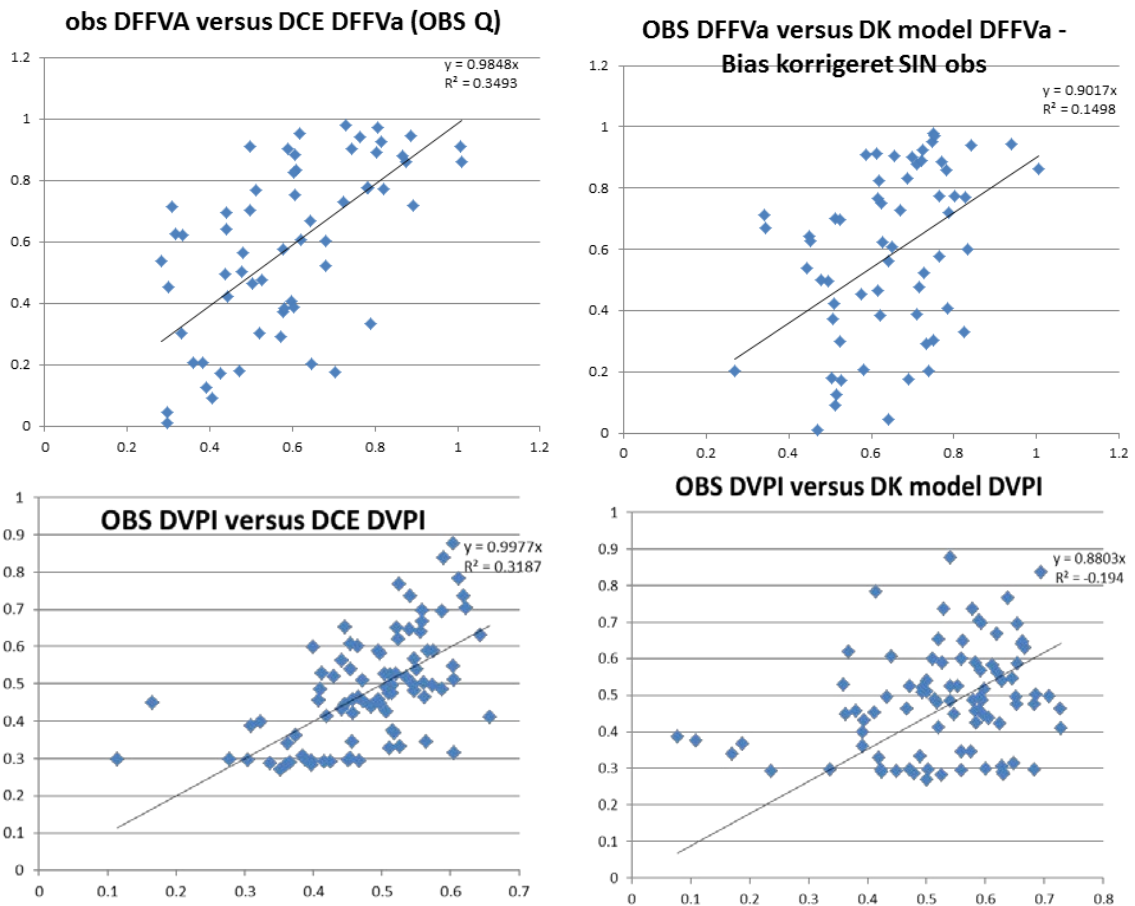 obs DFFVA versus DCE DFFVa (OBS Q)
y = 0.9848x
R² = 0.3493
1.2
1
0.8
0.6
0.4
0.2
0
0 0.2 0.4 0.6 0.8 1 1.2
OBS DFFVa versus DK model DFFVa -
Bias korrigeret SIN obs
y = 0.9017x
R² = 0.1498
1.2
1
0.8
0.6
0.4
0.2
0
0 0.2 0.4 0.6 0.8 1 1.2
OBS DVPI versus DCE DVPI
y = 0.9977x
R² = 0.3187
1
0.9
0.8
0.7
0.6
0.5
0.4
0.3
0.2
0.1
0
0 0.1 0.2 0.3 0.4 0.5 0.6 0.7
OBS DVPI versus DK model DVPI
y = 0.8803x
R² = -0.194
1
0.9
0.8
0.7
0.6
0.5
0.4
0.3
0.2
0.1
0
0 0.1 0.2 0.3 0.4 0.5 0.6 0.7 0.8